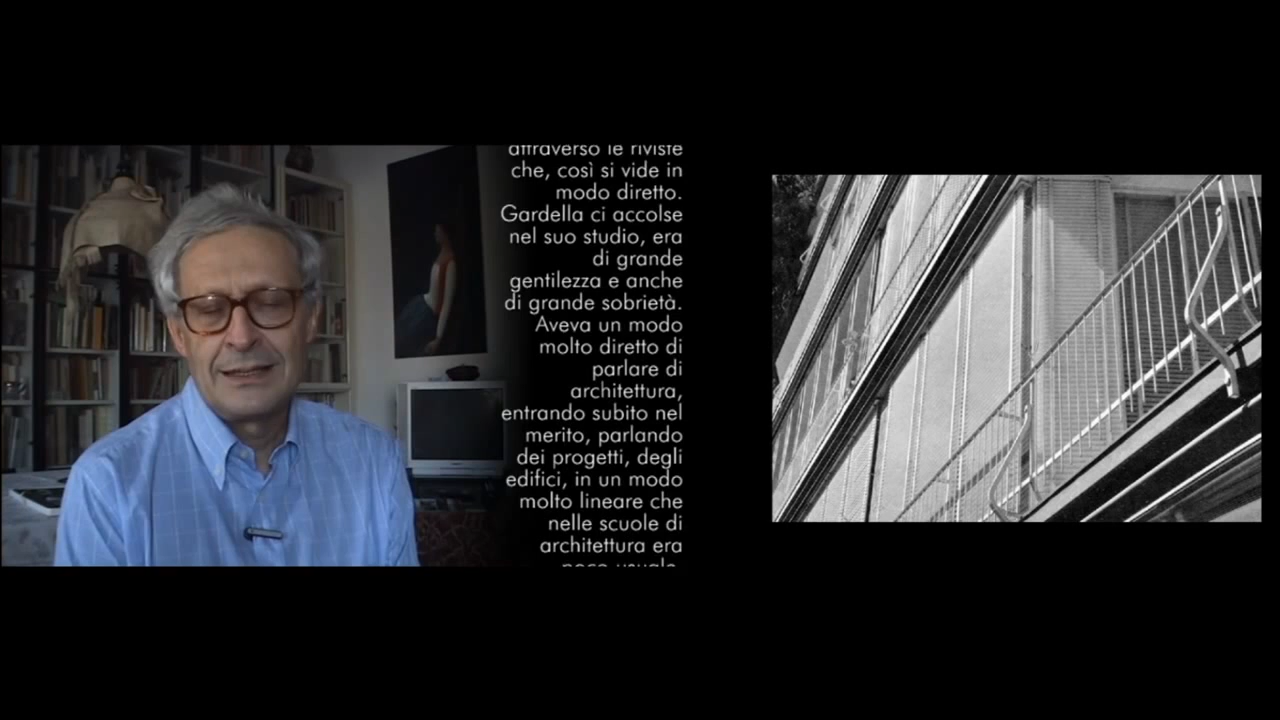 attraverso le riviste
che, così si vide in
modo diretto.
Gardella ci accolse
nel suo studio, era
di grande
gentilezza e anche
di grande sobrietà.
Aveva un modo
molto diretto di
parlare di
architettura,
entrando subito nel
merito, parlando
dei progetti, degli
edifici, in un modo
molto lineare che
nelle scuole di
architettura era
poco usuale.